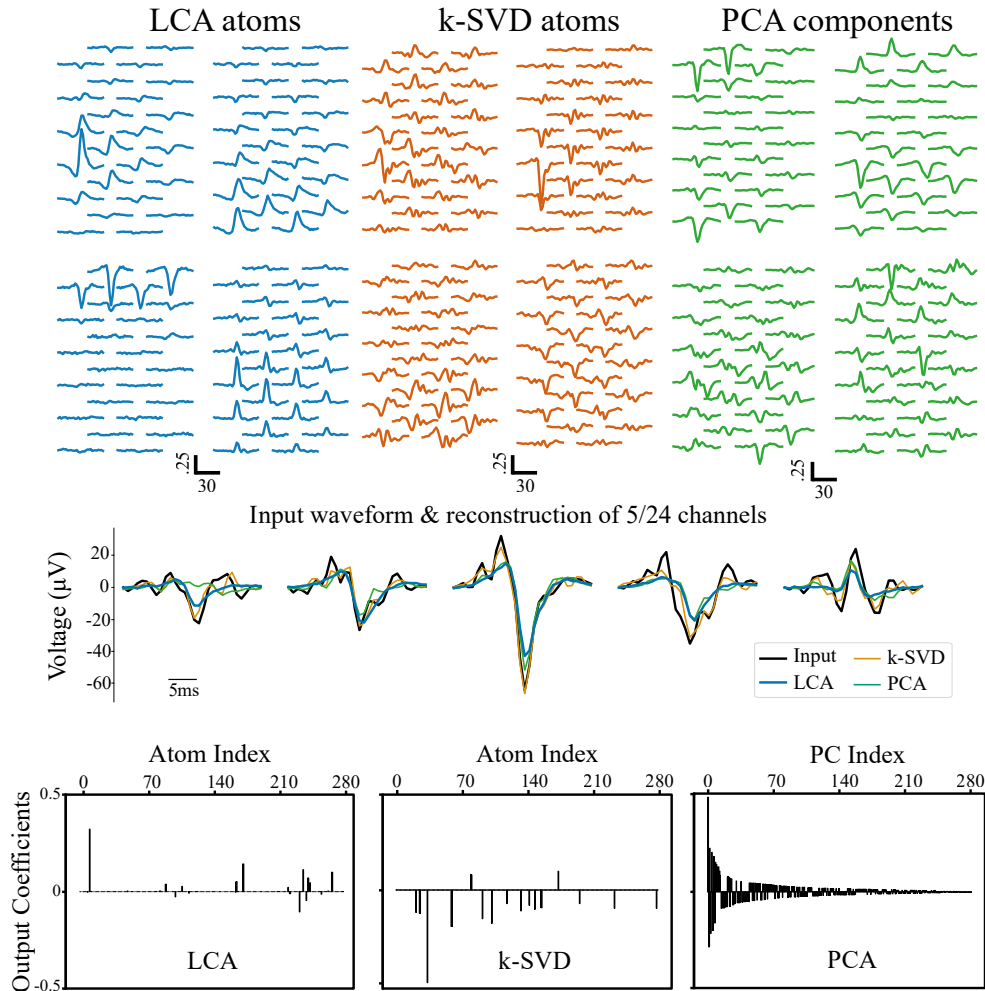 LCA atoms k-SVD atoms PCA components
.25 .25 .25
30 30 30
Input waveform & reconstruction of 5/24 channels
Voltage (μV)
20
0
-20
-40
-60
5ms
Input k-SVD
LCA PCA
Atom Index Atom Index PC Index
0 70 140 210 280 0 70 140 210 280 0 70 140 210 280
Output Coefficients
0.5
0
-0.5
LCA k-SVD PCA